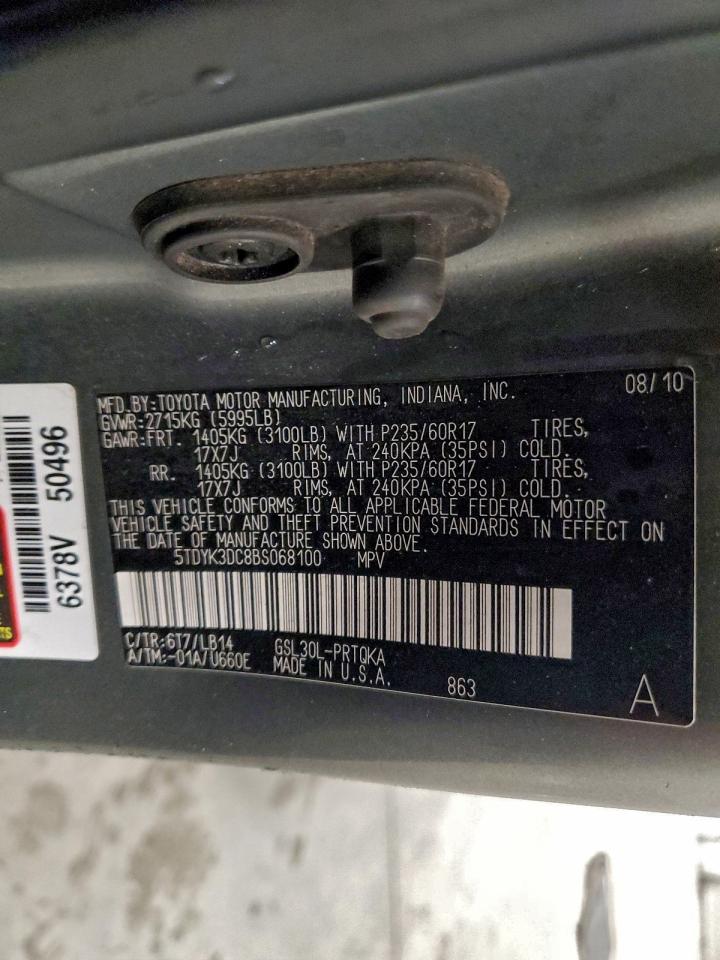 MFD.BY:TOYOTA MOTOR MANUFACTURING, INDIANA, INC. 08/10
GVWR:2715KG (5995LB)
GAWR:FRT. 1405KG (3100LB) WITH P235/60R17 TIRES,
17X7J RIMS, AT 240KPA (35PSI) COLD.
RR. 1405KG (3100LB) WITH P235/60R17 TIRES,
17X7J RIMS, AT 240KPA (35PSI) COLD.
THIS VEHICLE CONFORMS TO ALL APPLICABLE FEDERAL MOTOR
VEHICLE SAFETY AND THEFT PREVENTION STANDARDS IN EFFECT ON
THE DATE OF MANUFACTURE SHOWN ABOVE.
5TDYK3DC8BS068100 MPV
C/TR:6T7/LB14 GSL30L-PRTQKA
A/TM:-01A/U660E MADE IN U.S.A.
863 A
6378V 50496